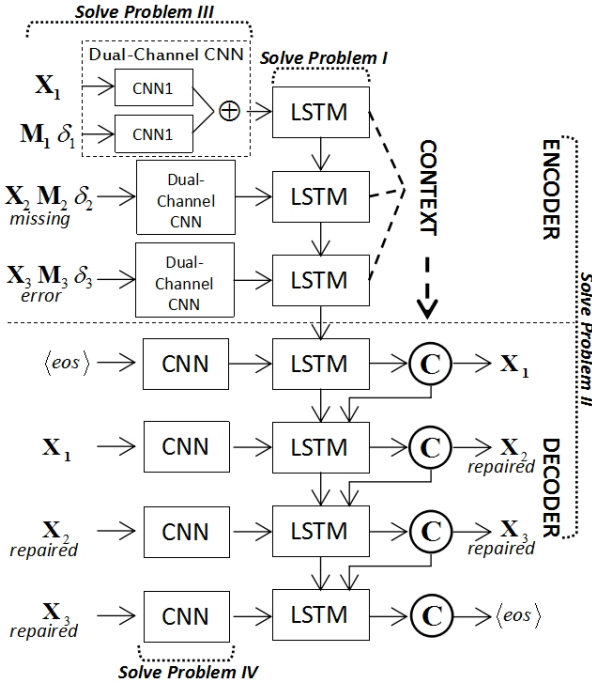 Solve Problem III
Dual-Channel CNN
Solve Problem I
X₁
CNN1
⊕
LSTM
M₁ δ₁
CNN1
X₂ M₂ δ₂
missing
Dual-
Channel
CNN
LSTM
X₃ M₃ δ₃
error
Dual-
Channel
CNN
LSTM
CONTEXT
ENCODER
Solve Problem II
⟨eos⟩
CNN
LSTM
C
X₁
X₁
CNN
LSTM
C
X₂
repaired
DECODER
X₂
repaired
CNN
LSTM
C
X₃
repaired
X₃
repaired
CNN
LSTM
C
⟨eos⟩
Solve Problem IV